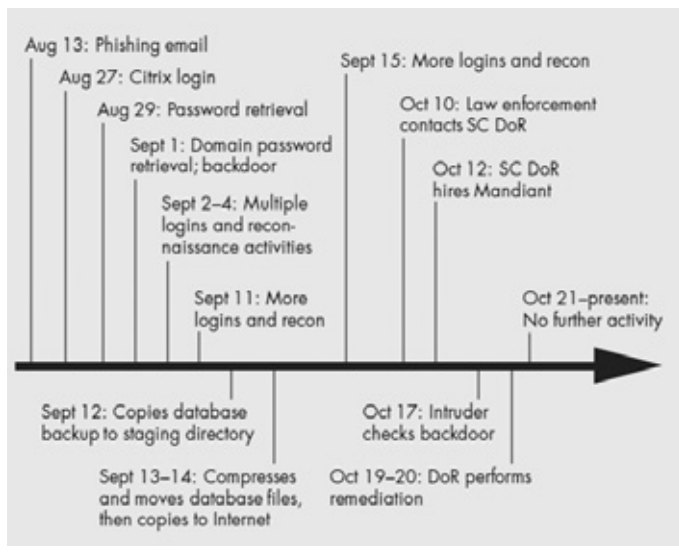 Aug 13: Phishing email
Aug 27: Citrix login
Aug 29: Password retrieval
Sept 1: Domain password
retrieval; backdoor
Sept 2–4: Multiple
logins and recon-
naissance activities
Sept 11: More
logins and recon
Sept 15: More logins and recon
Oct 10: Law enforcement
contacts SC DoR
Oct 12: SC DoR
hires Mandiant
Oct 21–present:
No further activity
Sept 12: Copies database
backup to staging directory
Sept 13–14: Compresses
and moves database files,
then copies to Internet
Oct 17: Intruder
checks backdoor
Oct 19–20: DoR performs
remediation